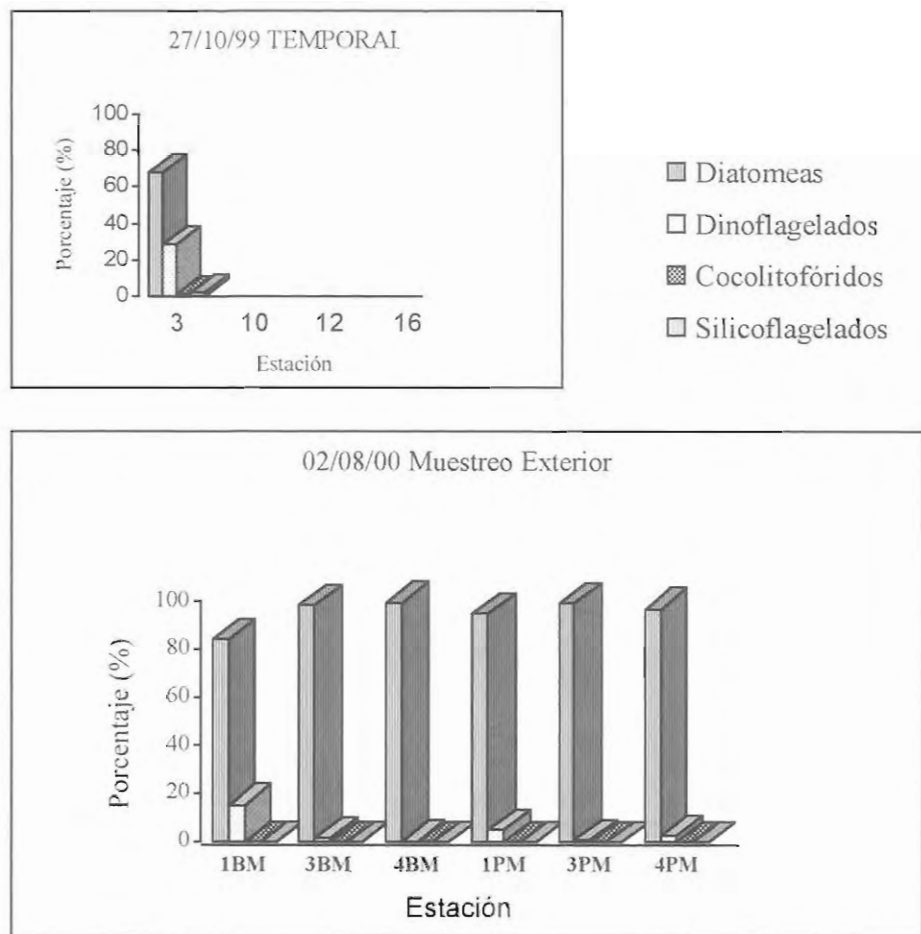 27/10/99 TEMPORAL
Porcentaje (%)
100
80
60
40
20
0
3 10 12 16
Estación
Diatomeas
Dinoflagelados
Cocolitofóridos
Silicoflagelados
02/08/00 Muestreo Exterior
Porcentaje (%)
100
80
60
40
20
0
1BM 3BM 4BM 1PM 3PM 4PM
Estación